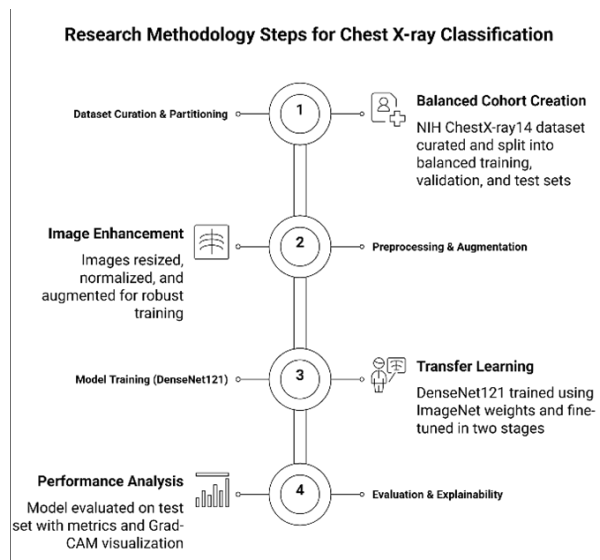 Research Methodology Steps for Chest X-ray Classification
Dataset Curation & Partitioning
1
Balanced Cohort Creation
NIH ChestX-ray14 dataset
curated and split into
balanced training,
validation, and test sets
Image Enhancement
Images resized,
normalized, and
augmented for robust
training
2
Preprocessing & Augmentation
Model Training (DenseNet121)
3
Transfer Learning
DenseNet121 trained using
ImageNet weights and fine-
tuned in two stages
Performance Analysis
Model evaluated on test
set with metrics and Grad-
CAM visualization
4
Evaluation & Explainability